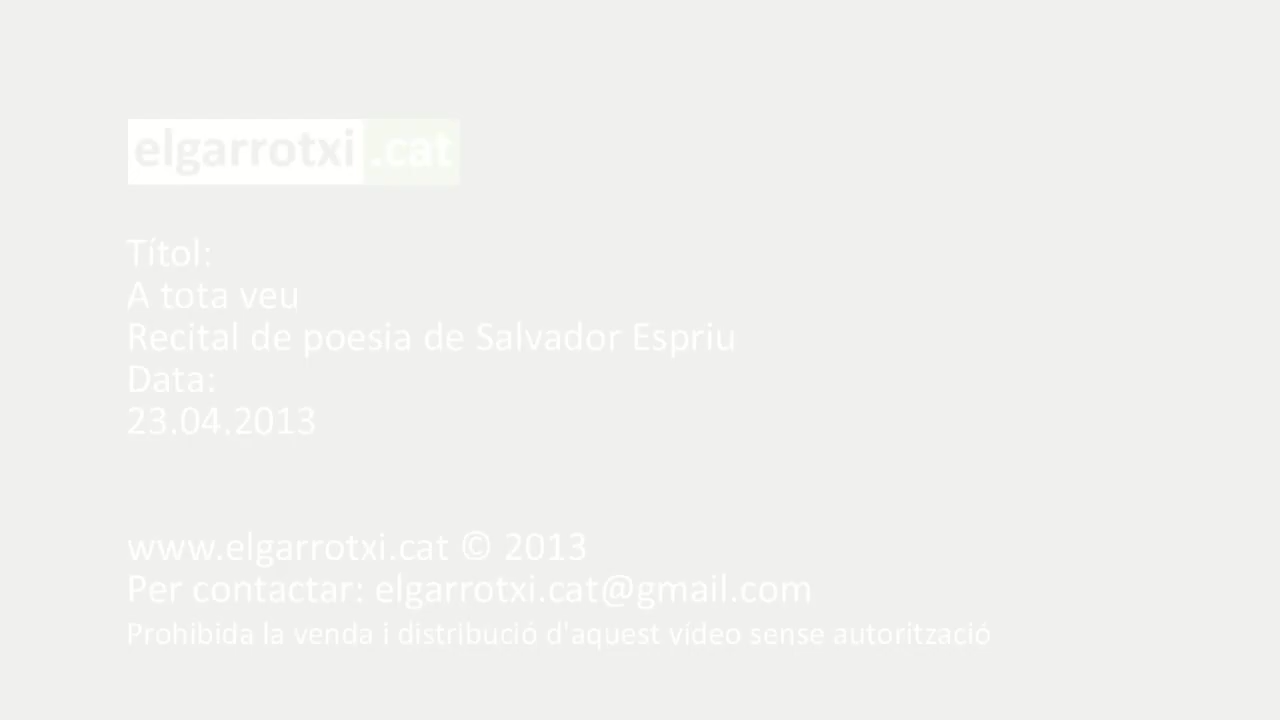 elgarrotxi.cat
Títol:
A tota veu
Recital de poesia de Salvador Espriu
Data:
23.04.2013
www.elgarrotxi.cat © 2013
Per contactar: elgarrotxi.cat@gmail.com
Prohibida la venda i distribució d'aquest vídeo sense autorització